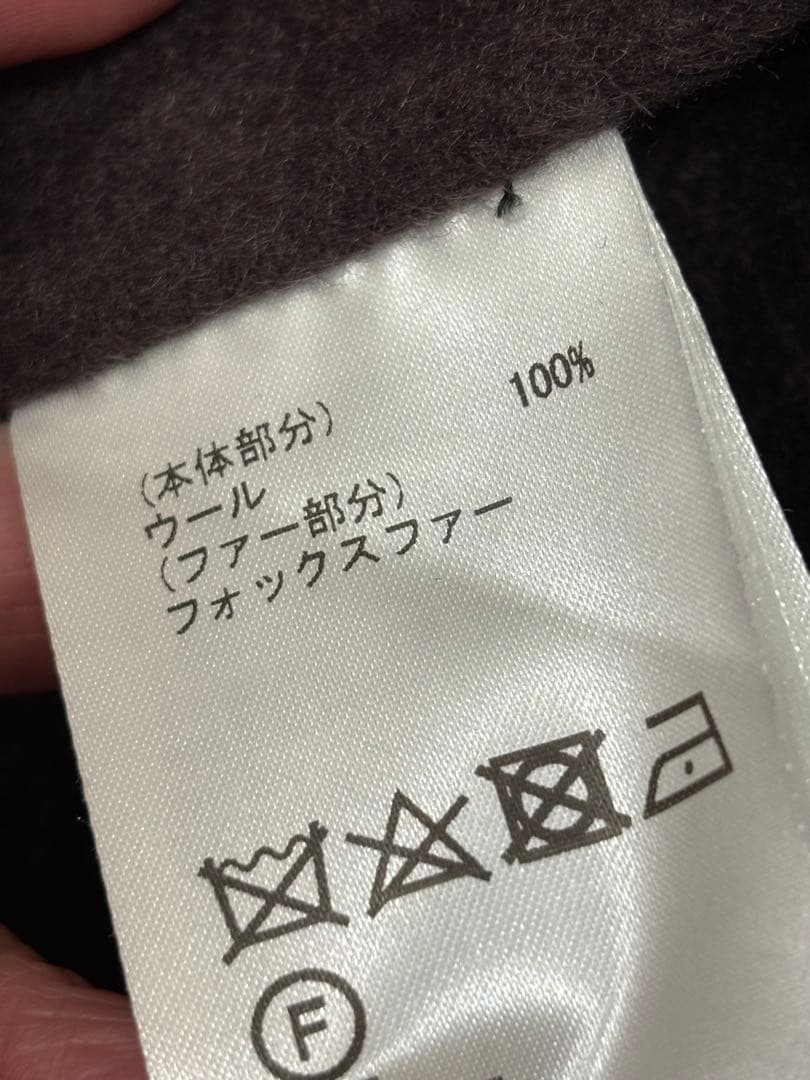 (本体部分)
ウール 100%
(ファー部分)
フォックスファー
F